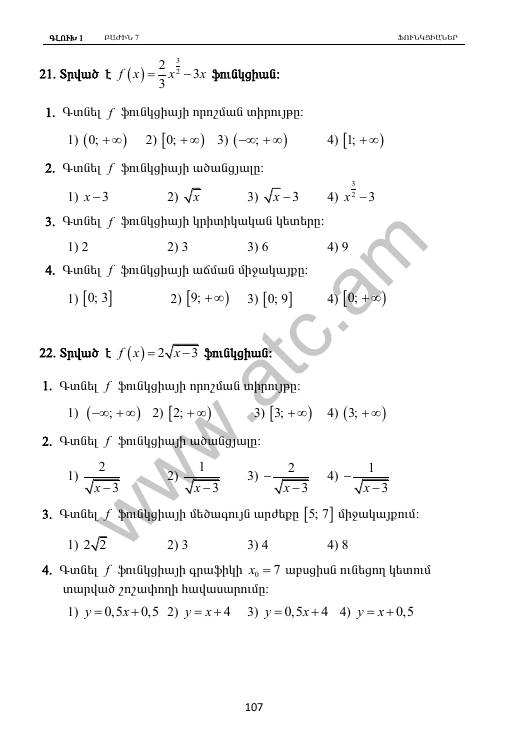 ԳԼՈՒԽ 1 ԲԱԺԻՆ 7 ՖՈՒՆԿՑԻԱՆԵՐ
21. Տրված է f(x) = 2/3 x^(3/2) − 3x ֆունկցիան:
1. Գտնել f ֆունկցիայի որոշման տիրույթը:
1) (0; +∞) 2) [0; +∞) 3) (−∞; +∞) 4) [1; +∞)
2. Գտնել f ֆունկցիայի ածանցյալը:
1) x − 3 2) √x 3) √x − 3 4) x^(3/2) − 3
3. Գտնել f ֆունկցիայի կրիտիկական կետերը:
1) 2 2) 3 3) 6 4) 9
4. Գտնել f ֆունկցիայի աճման միջակայքը:
1) [0; 3] 2) [9; +∞) 3) [0; 9] 4) [0; +∞)
22. Տրված է f(x) = 2√(x−3) ֆունկցիան:
1. Գտնել f ֆունկցիայի որոշման տիրույթը:
1) (−∞; +∞) 2) [2; +∞) 3) [3; +∞) 4) (3; +∞)
2. Գտնել f ֆունկցիայի ածանցյալը:
1) 2/√(x−3) 2) 1/√(x−3) 3) −2/√(x−3) 4) −1/√(x−3)
3. Գտնել f ֆունկցիայի մեծագույն արժեքը [5; 7] միջակայքում:
1) 2√2 2) 3 3) 4 4) 8
4. Գտնել f ֆունկցիայի գրաֆիկի x₀ = 7 աբսցիսն ունեցող կետում
տարված շոշափողի հավասարումը:
1) y = 0,5x + 0,5 2) y = x + 4 3) y = 0,5x + 4 4) y = x + 0,5
107
www.atc.am